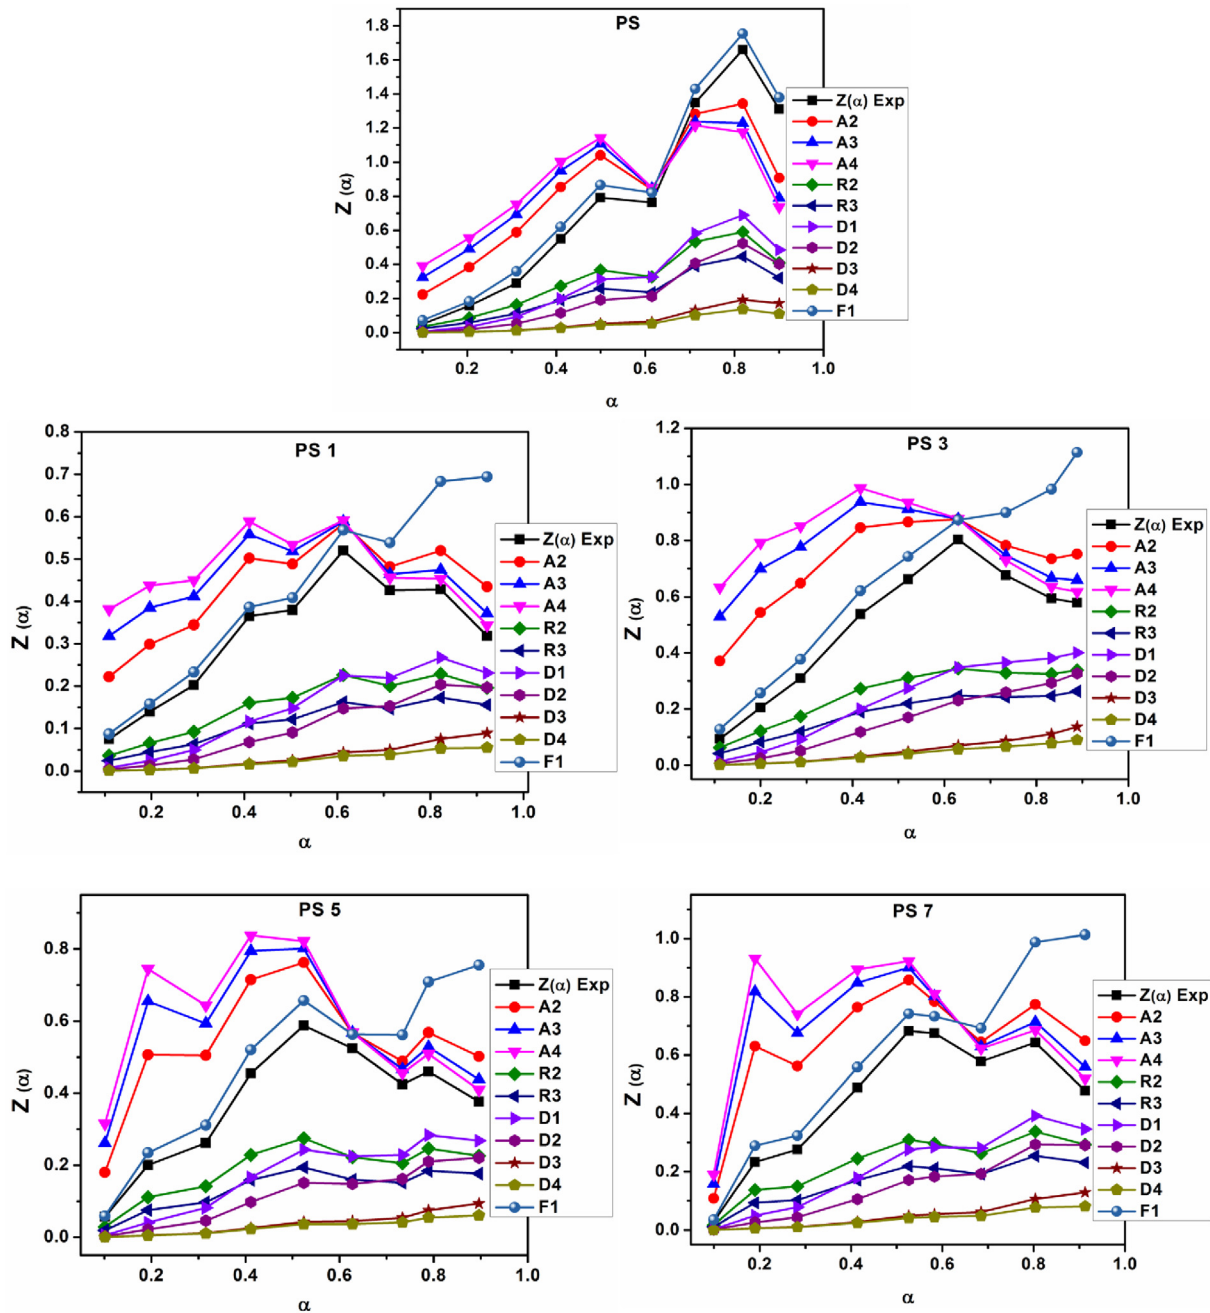 PS
1.8
1.6
1.4
1.2
1.0
0.8
0.6
0.4
0.2
0.0
Z (α)
0.2 0.4 0.6 0.8 1.0
α
Z(α) Exp
A2
A3
A4
R2
R3
D1
D2
D3
D4
F1
PS 1
0.8
0.7
0.6
0.5
0.4
0.3
0.2
0.1
0.0
Z (α)
0.2 0.4 0.6 0.8 1.0
α
Z(α) Exp
A2
A3
A4
R2
R3
D1
D2
D3
D4
F1
PS 3
1.2
1.0
0.8
0.6
0.4
0.2
0.0
Z (α)
0.2 0.4 0.6 0.8 1.0
α
Z(α) Exp
A2
A3
A4
R2
R3
D1
D2
D3
D4
F1
PS 5
0.8
0.6
0.4
0.2
0.0
Z (α)
0.2 0.4 0.6 0.8 1.0
α
Z(α) Exp
A2
A3
A4
R2
R3
D1
D2
D3
D4
F1
PS 7
1.0
0.8
0.6
0.4
0.2
0.0
Z (α)
0.2 0.4 0.6 0.8 1.0
α
Z(α) Exp
A2
A3
A4
R2
R3
D1
D2
D3
D4
F1